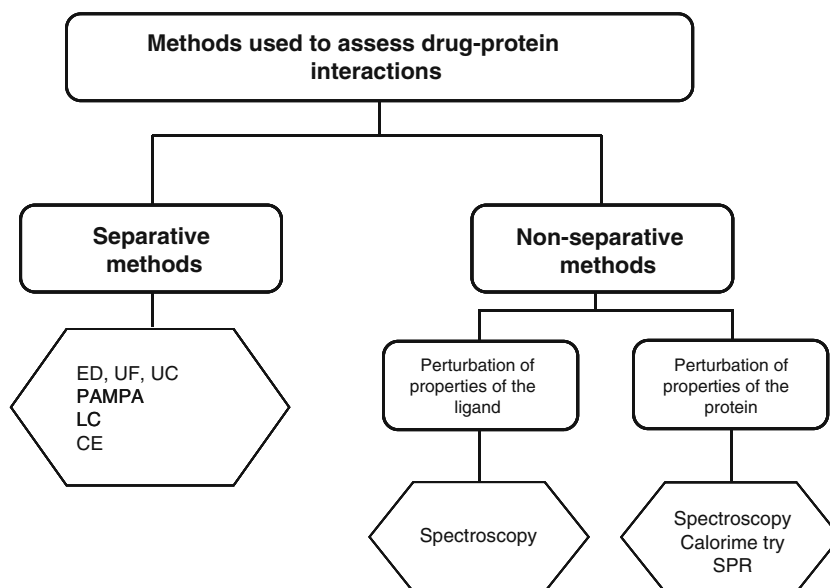 Methods used to assess drug-protein
interactions
Separative
methods
Non-separative
methods
ED, UF, UC
PAMPA
LC
CE
Perturbation of
properties of the
ligand
Perturbation of
properties of the
protein
Spectroscopy
Spectroscopy
Calorime try
SPR